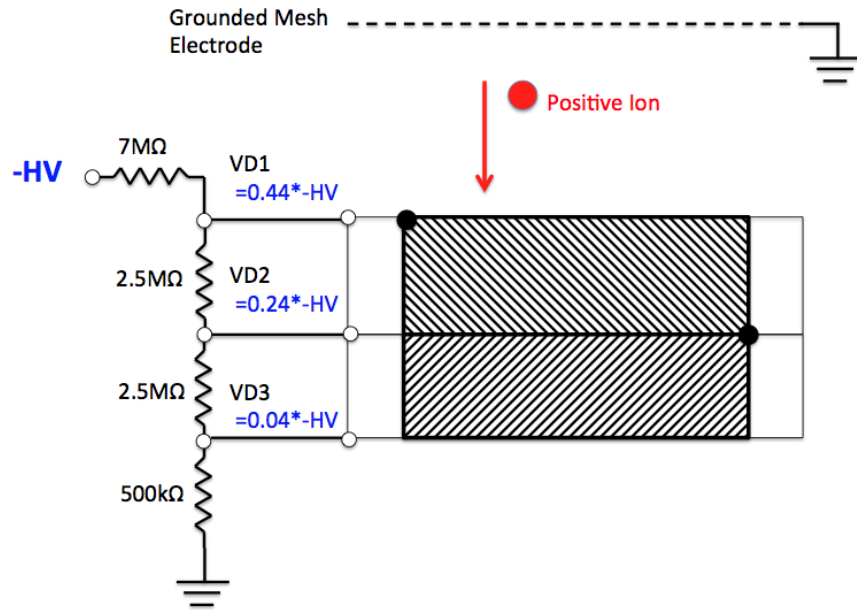 Grounded Mesh
Electrode
Positive Ion
7MΩ
-HV
VD1
=0.44*-HV
2.5MΩ
VD2
=0.24*-HV
2.5MΩ
VD3
=0.04*-HV
500kΩ